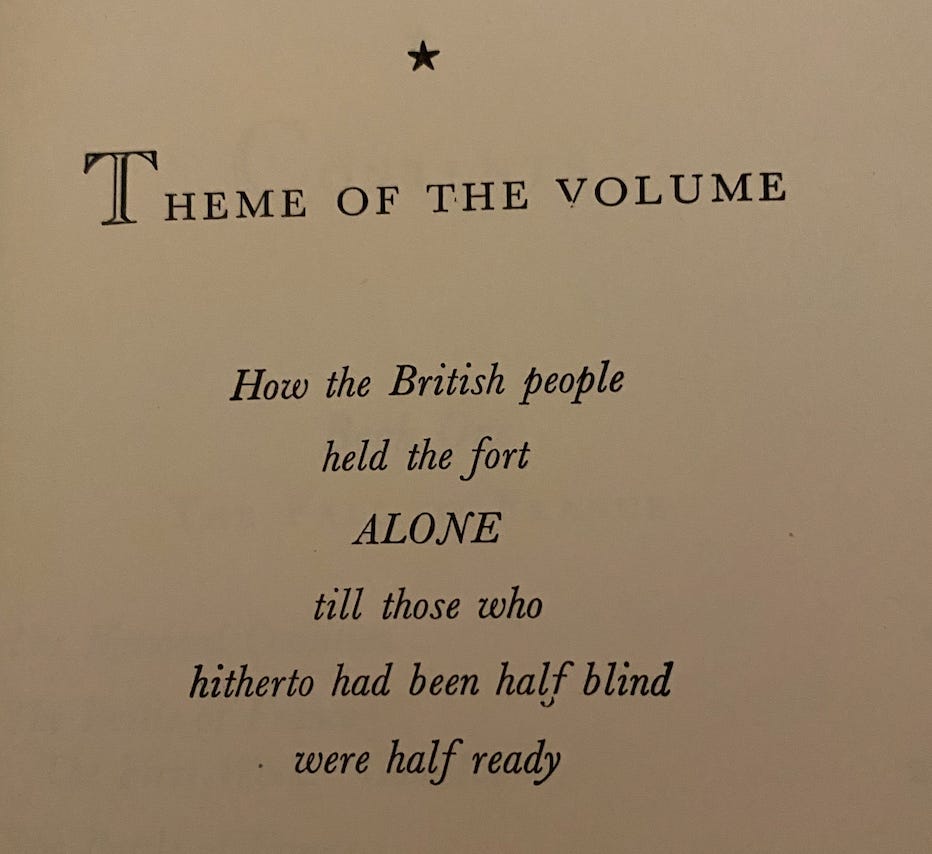 THEME OF THE VOLUME
How the British people
held the fort
ALONE
till those who
hitherto had been half blind
were half ready